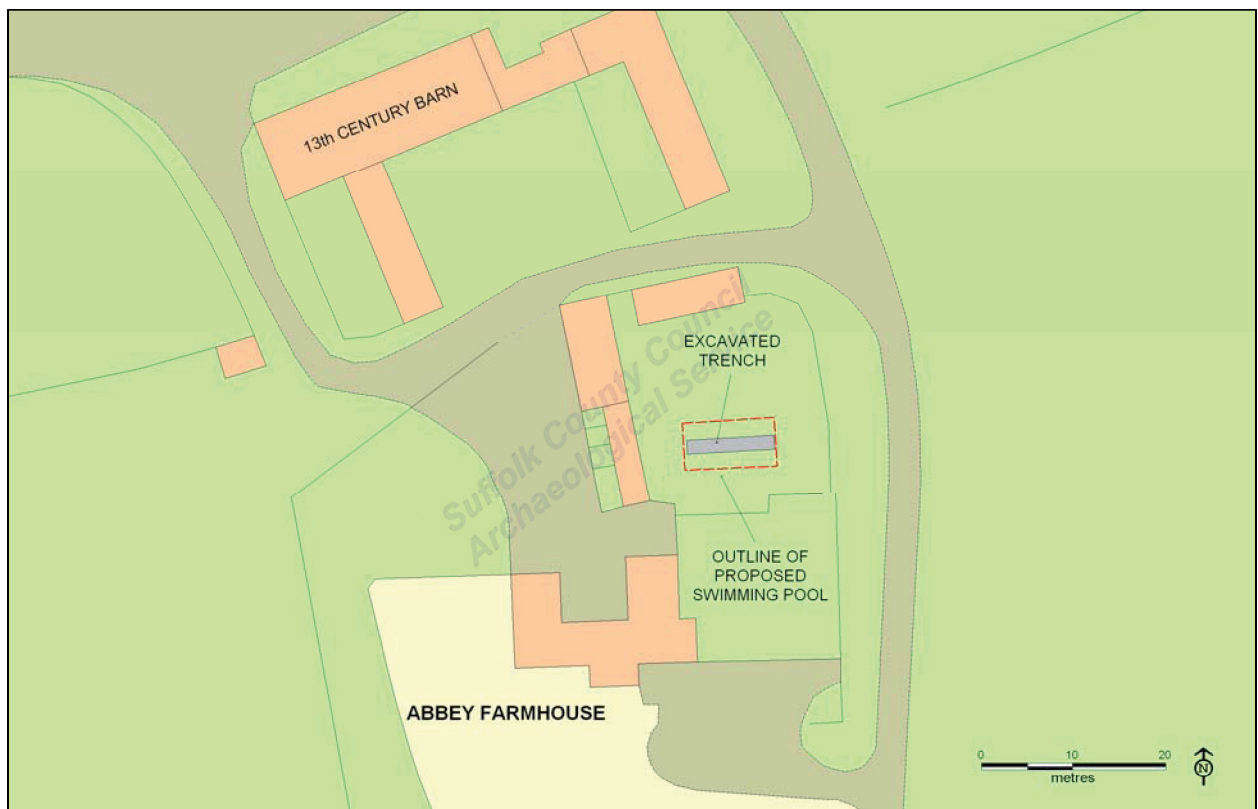 13th CENTURY BARN
EXCAVATED
TRENCH
Suffolk County Council
Archaeological Service
OUTLINE OF
PROPOSED
SWIMMING POOL
ABBEY FARMHOUSE
0 10 20
metres
N